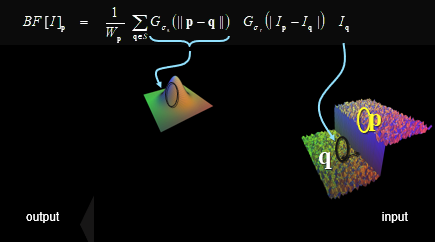 BF [I]p = 1/Wp ∑q∈S Gσs(|| p − q ||) Gσr(| Ip − Iq |) Iq
p
q
output input